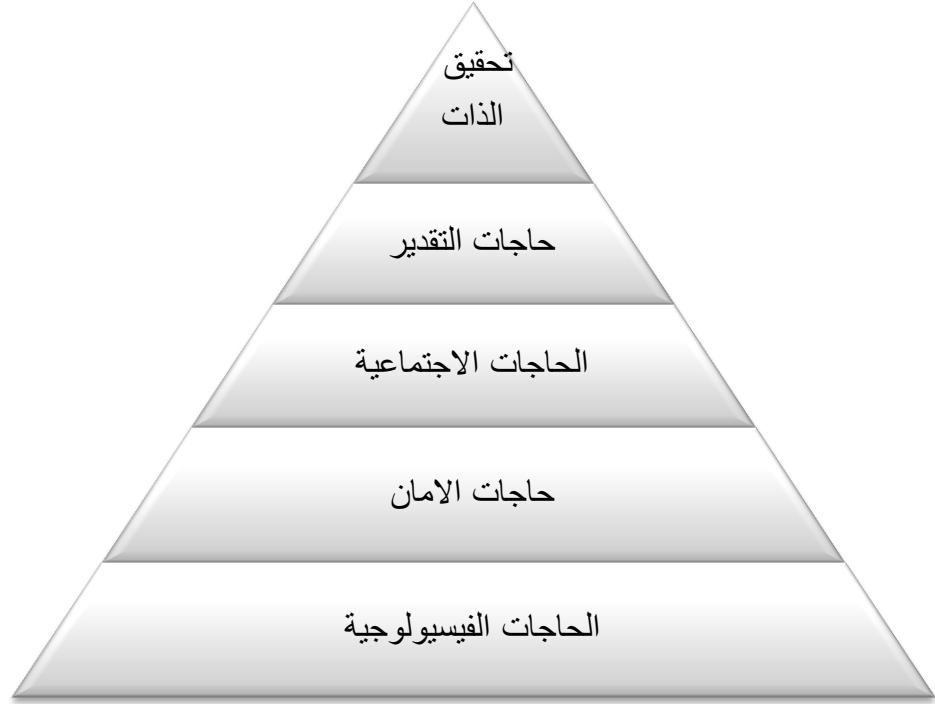 تحقيق
الذات
حاجات التقدير
الحاجات الاجتماعية
حاجات الامان
الحاجات الفيسيولوجية